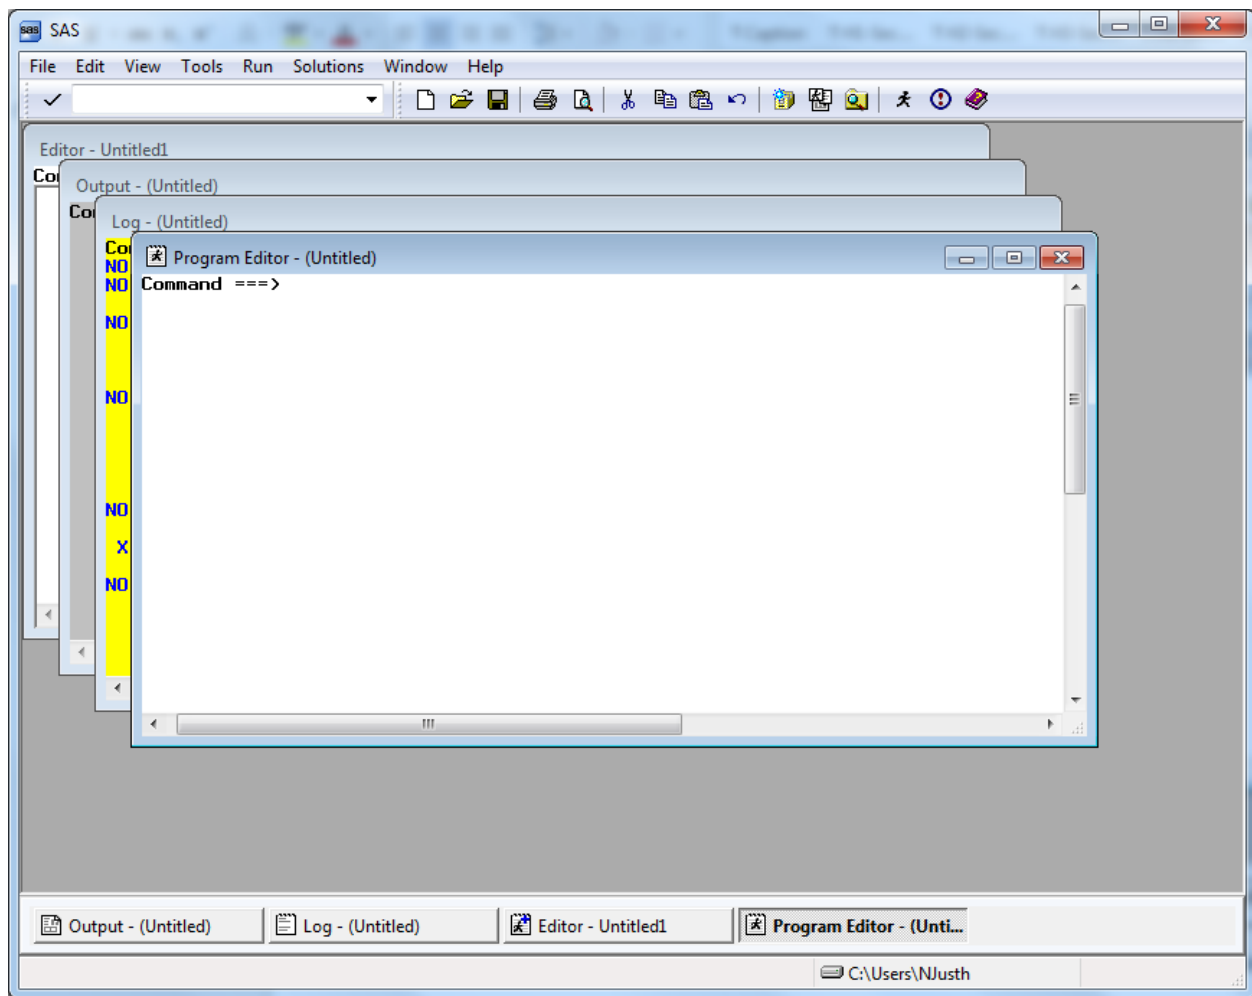 sas SAS
File Edit View Tools Run Solutions Window Help
Editor - Untitled1
Output - (Untitled)
Log - (Untitled)
NO
Program Editor - (Untitled)
NO
Command ===>
NO
NO
NO
X
NO
Output - (Untitled)
Log - (Untitled)
Editor - Untitled1
Program Editor - (Unti...
C:\Users\NJusth